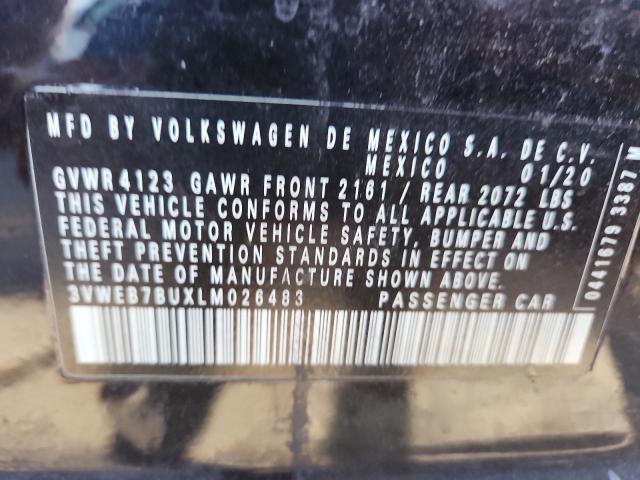 MFD BY VOLKSWAGEN DE MEXICO S.A. DE C.V.
MEXICO 01/20
GVWR 4123 GAWR FRONT 2161 / REAR 2072 LBS
THIS VEHICLE CONFORMS TO ALL APPLICABLE U.S.
FEDERAL MOTOR VEHICLE SAFETY, BUMPER AND
THEFT PREVENTION STANDARDS IN EFFECT ON
THE DATE OF MANUFACTURE SHOWN ABOVE.
3VWEB7BUXLM026483 PASSENGER CAR
0441679 3387 M